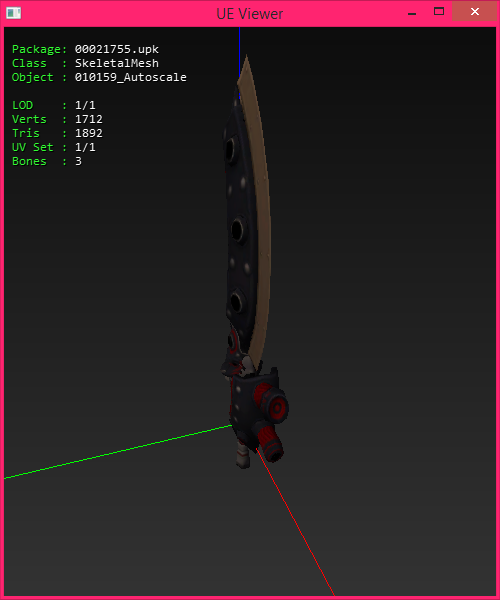 UE Viewer
Package: 00021755.upk
Class : SkeletalMesh
Object : 010159_Autoscale
LOD : 1/1
Verts : 1712
Tris : 1892
UV Set : 1/1
Bones : 3